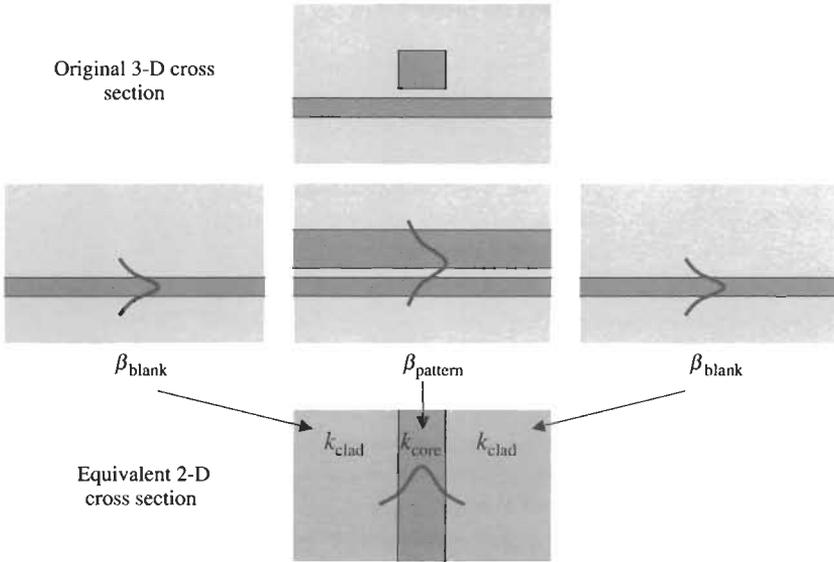 Original 3-D cross
section
β_blank
β_pattern
β_blank
k_clad
k_core
k_clad
Equivalent 2-D
cross section